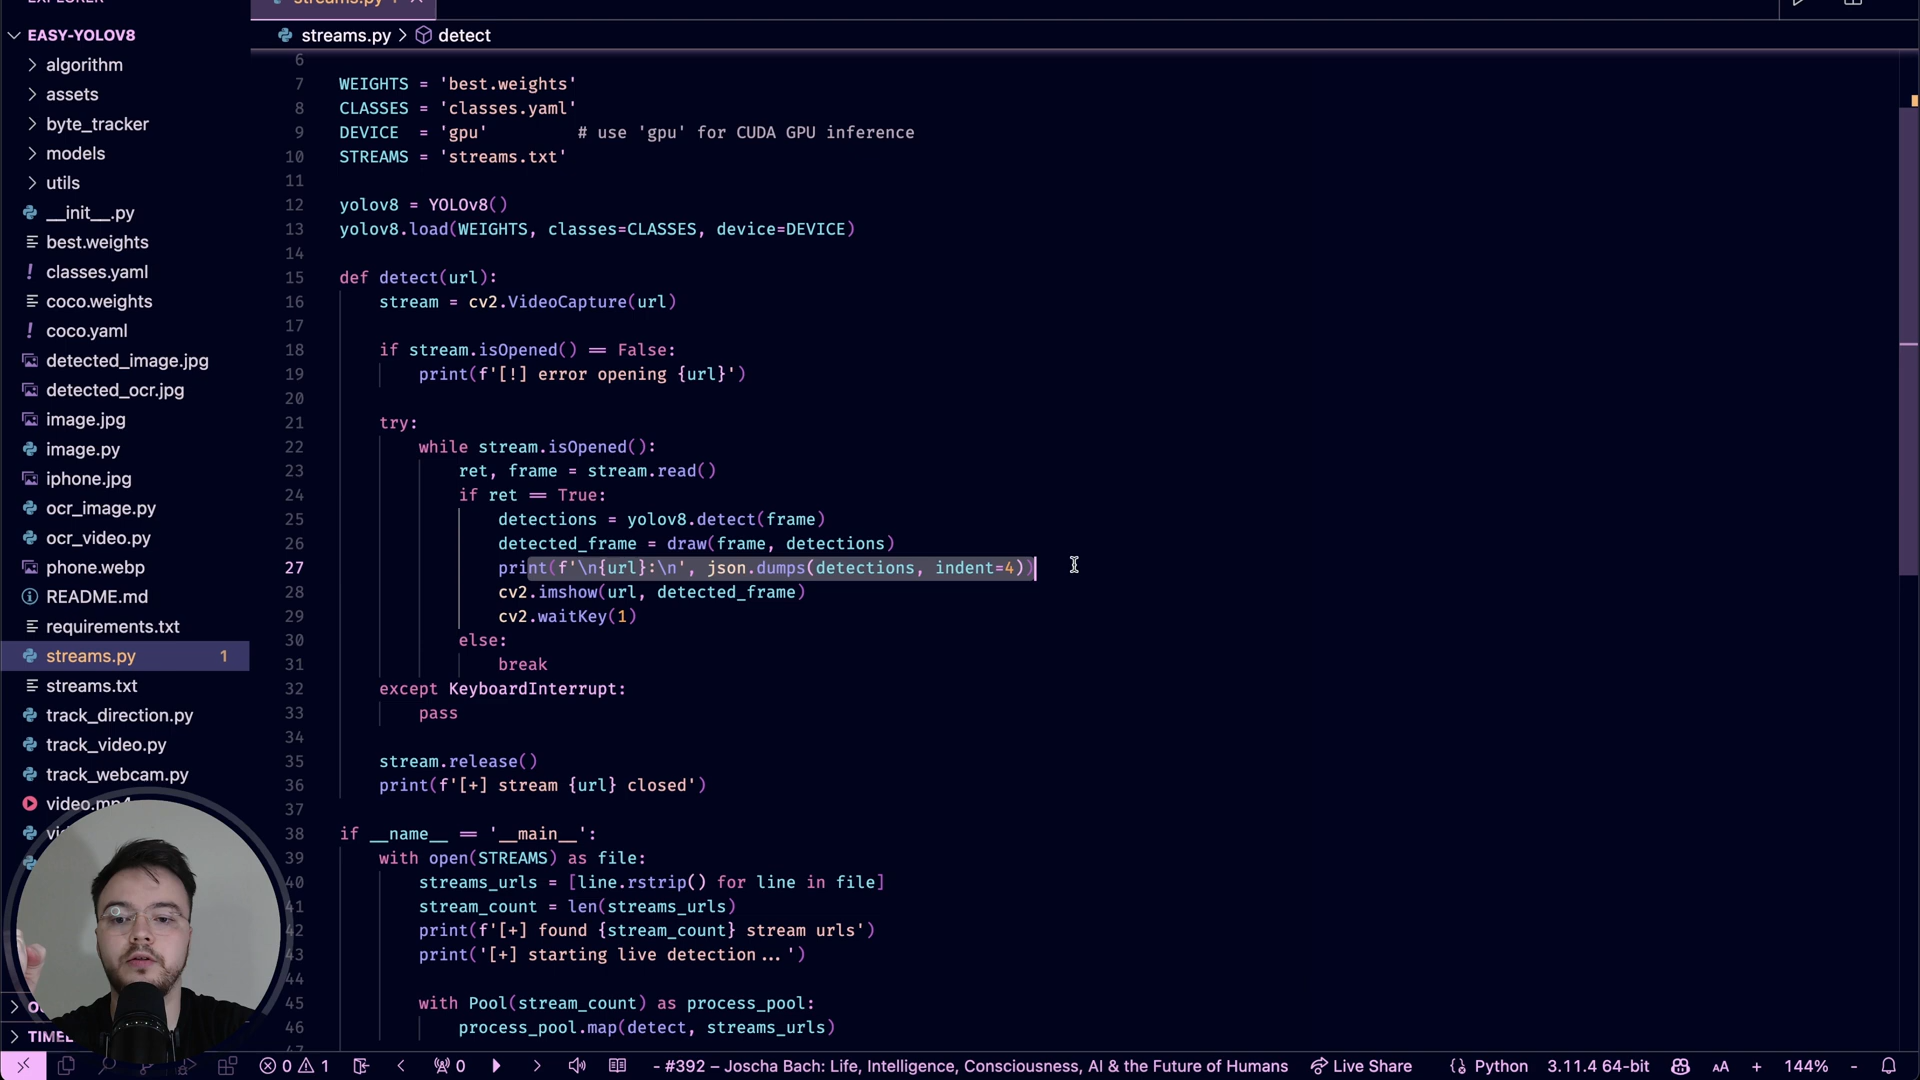 EXPLORER
streams.py 1
EASY-YOLOV8
algorithm
assets
byte_tracker
models
utils
__init__.py
best.weights
classes.yaml
coco.weights
coco.yaml
detected_image.jpg
detected_ocr.jpg
image.jpg
image.py
iphone.jpg
ocr_image.py
ocr_video.py
phone.webp
README.md
requirements.txt
streams.py 1
streams.txt
track_direction.py
track_video.py
track_webcam.py
video.mp4
TIMEL
streams.py > detect
6
7 WEIGHTS = 'best.weights'
8 CLASSES = 'classes.yaml'
9 DEVICE  = 'gpu'         # use 'gpu' for CUDA GPU inference
10 STREAMS = 'streams.txt'
11
12 yolov8 = YOLOv8()
13 yolov8.load(WEIGHTS, classes=CLASSES, device=DEVICE)
14
15 def detect(url):
16     stream = cv2.VideoCapture(url)
17
18     if stream.isOpened() == False:
19         print(f'[!] error opening {url}')
20
21     try:
22         while stream.isOpened():
23             ret, frame = stream.read()
24             if ret == True:
25                 detections = yolov8.detect(frame)
26                 detected_frame = draw(frame, detections)
27                 print(f'\n{url}:\n', json.dumps(detections, indent=4))
28                 cv2.imshow(url, detected_frame)
29                 cv2.waitKey(1)
30             else:
31                 break
32     except KeyboardInterrupt:
33         pass
34
35     stream.release()
36     print(f'[+] stream {url} closed')
37
38 if __name__ == '__main__':
39     with open(STREAMS) as file:
40         streams_urls = [line.rstrip() for line in file]
41         stream_count = len(streams_urls)
42         print(f'[+] found {stream_count} stream urls')
43         print('[+] starting live detection...')
44
45         with Pool(stream_count) as process_pool:
46             process_pool.map(detect, streams_urls)
0 1 0 - #392 – Joscha Bach: Life, Intelligence, Consciousness, AI & the Future of Humans Live Share Python 3.11.4 64-bit AA + 144% -